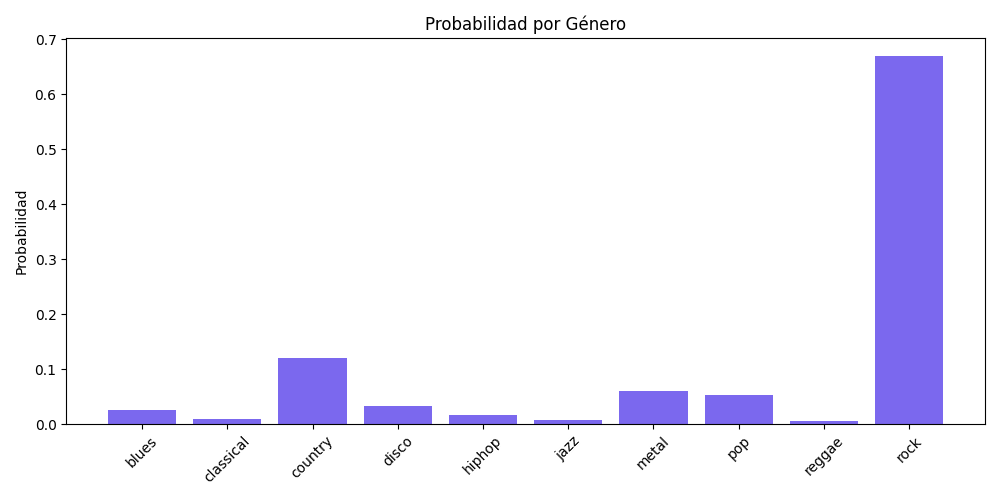 Probabilidad por Género
Probabilidad
0.7
0.6
0.5
0.4
0.3
0.2
0.1
0.0
blues
classical
country
disco
hiphop
jazz
metal
pop
reggae
rock